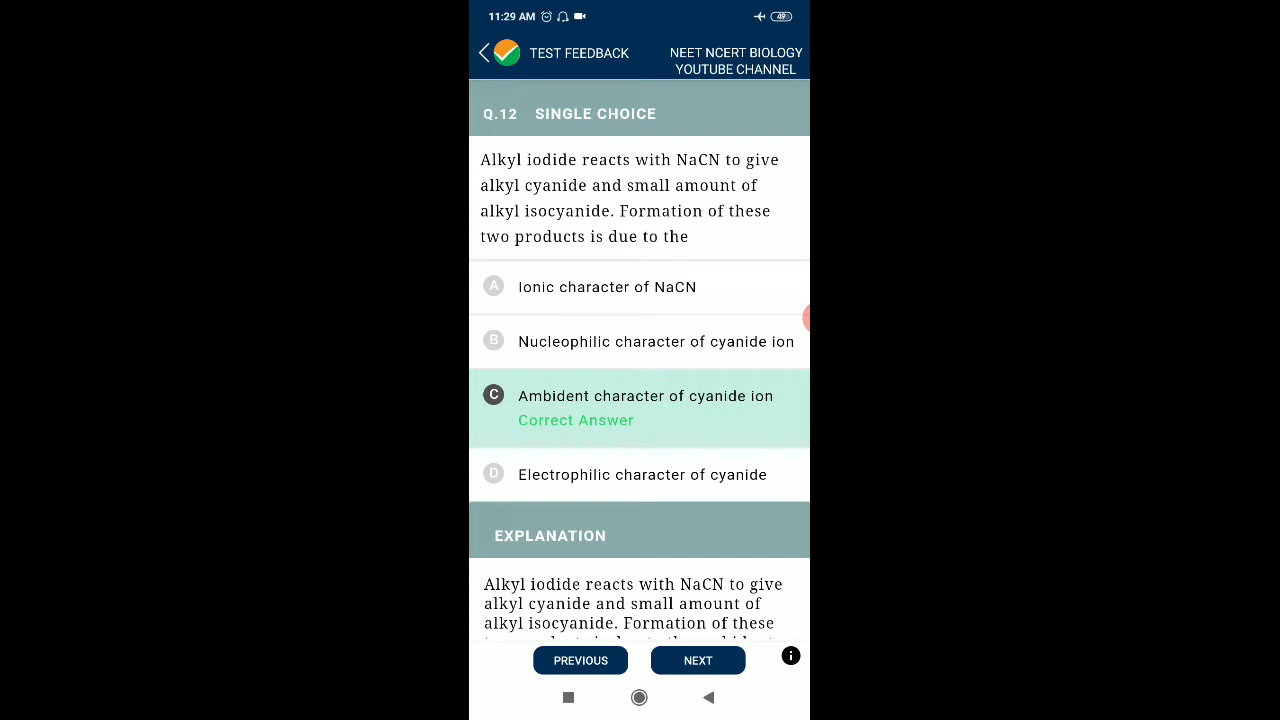 11:29 AM
49
TEST FEEDBACK
NEET NCERT BIOLOGY
YOUTUBE CHANNEL
Q.12 SINGLE CHOICE
Alkyl iodide reacts with NaCN to give
alkyl cyanide and small amount of
alkyl isocyanide. Formation of these
two products is due to the
A Ionic character of NaCN
B Nucleophilic character of cyanide ion
C Ambident character of cyanide ion
Correct Answer
D Electrophilic character of cyanide
EXPLANATION
Alkyl iodide reacts with NaCN to give
alkyl cyanide and small amount of
alkyl isocyanide. Formation of these
PREVIOUS
NEXT